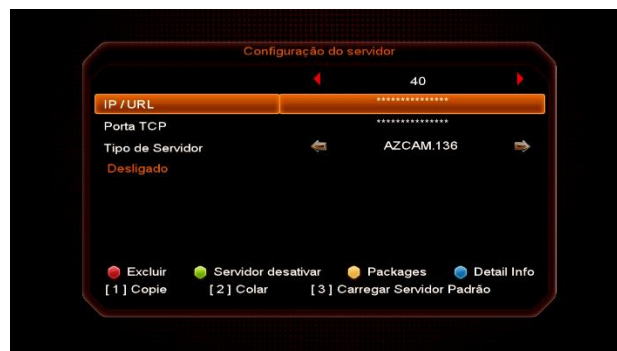 Configuração do servidor
40
IP / URL ***************
Porta TCP ***************
Tipo de Servidor AZCAM.136
Desligado
Excluir Servidor desativar Packages Detail Info
[ 1 ] Copie [ 2 ] Colar [ 3 ] Carregar Servidor Padrão